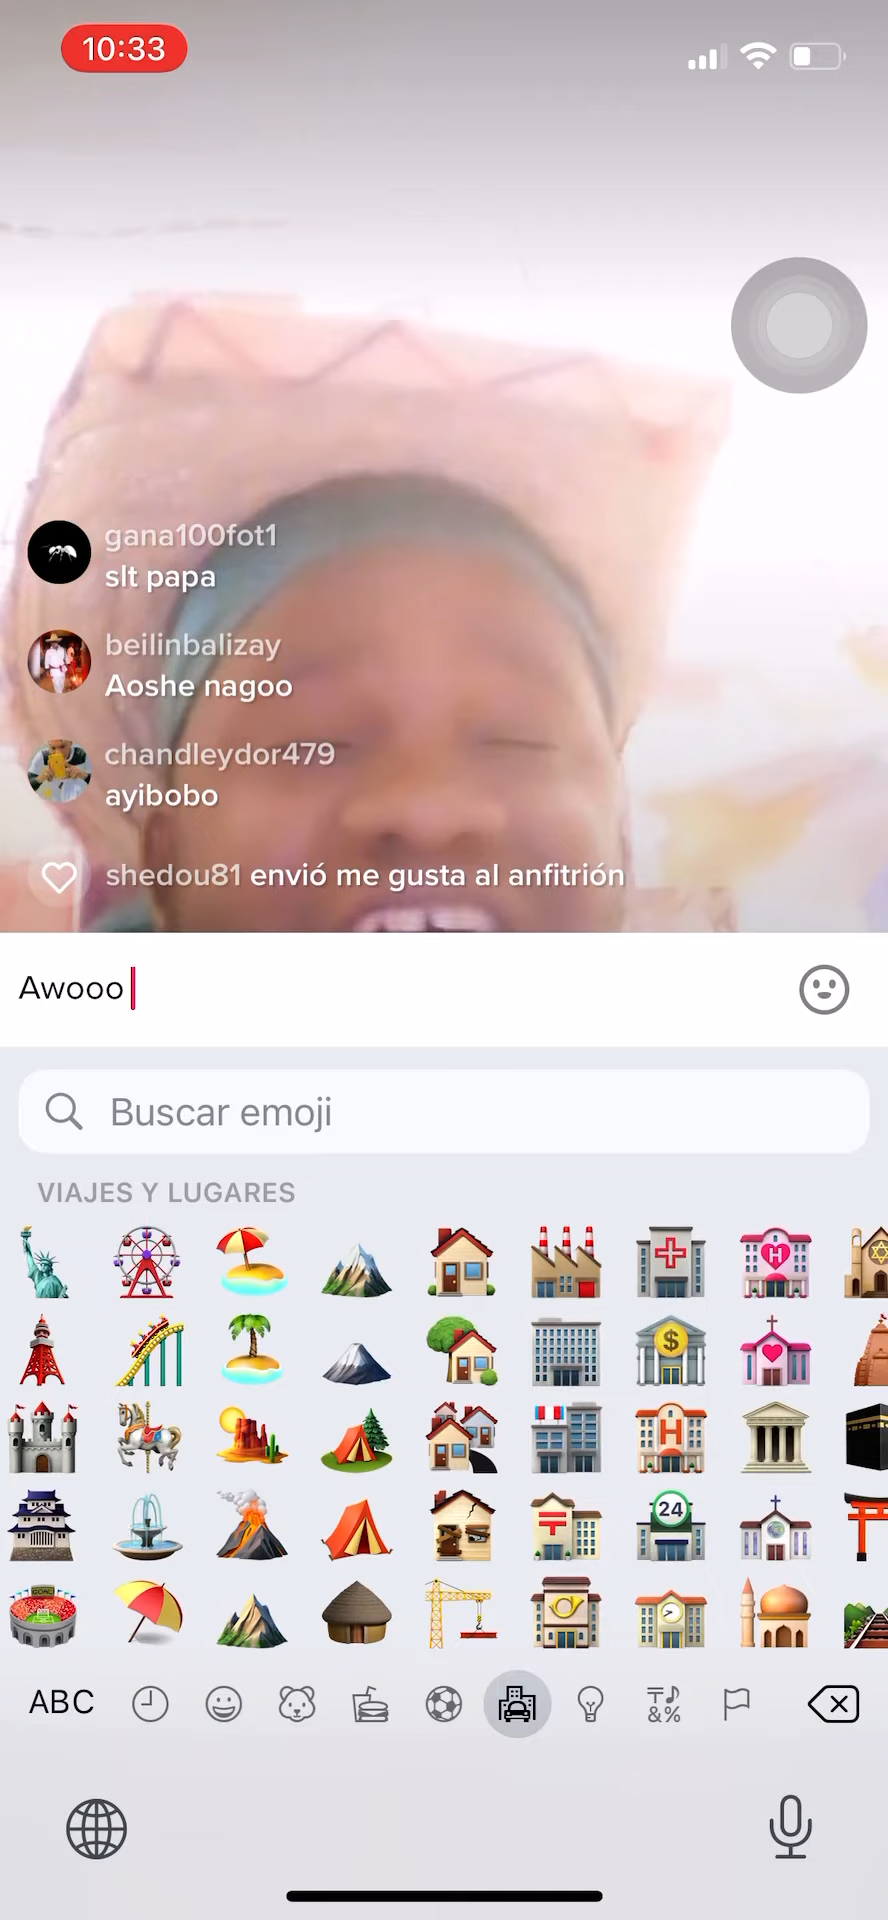 10:33
gana100fot1
slt papa
beilinbalizay
Aoshe nagoo
chandleydor479
ayibobo
shedou81 envió me gusta al anfitrión
Awooo
Buscar emoji
VIAJES Y LUGARES
ABC